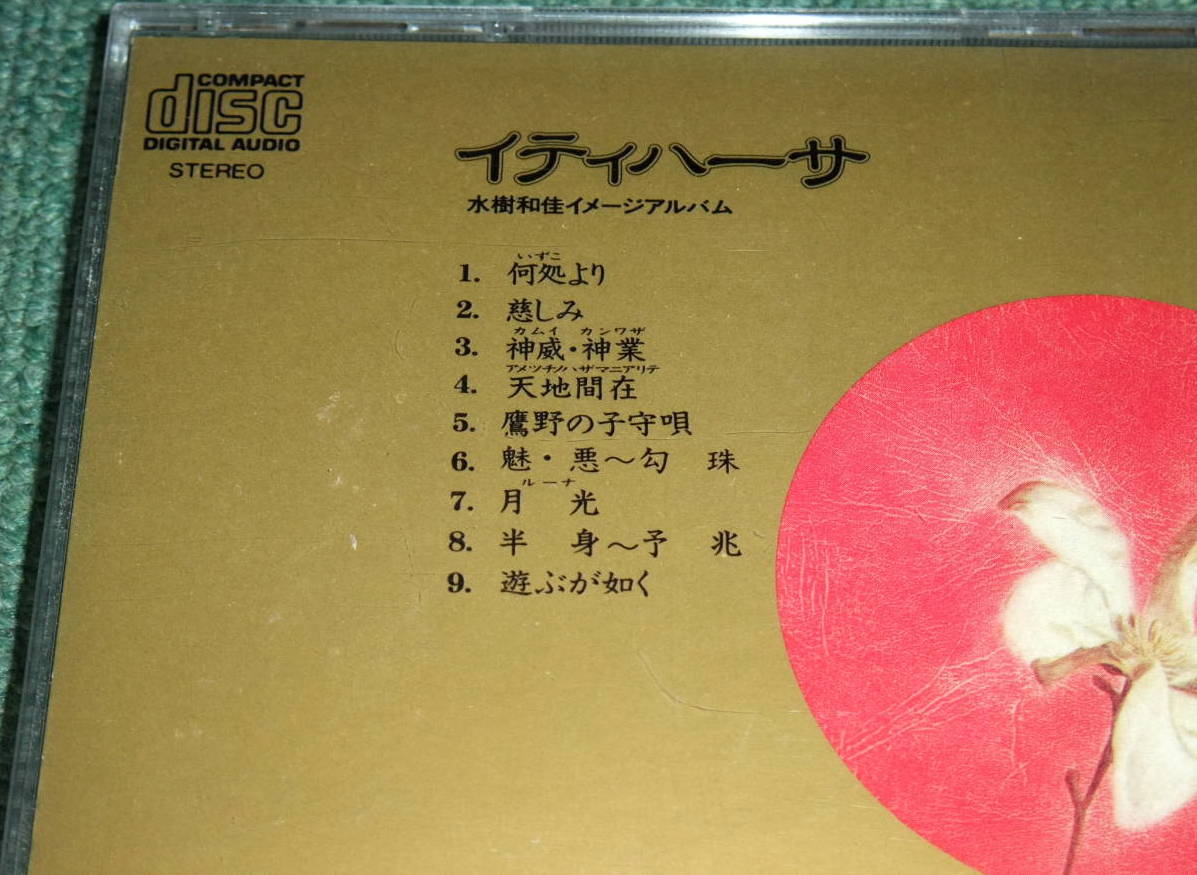 COMPACT
disc
DIGITAL AUDIO
STEREO
イティハーサ
水樹和佳イメージアルバム
いずこ
1. 何処より
2. 慈しみ
カムイ カンワザ
3. 神威・神業
アメツチノハザマニアリテ
4. 天地間在
5. 鷹野の子守唄
6. 魅・悪〜勾 珠
ルーナ
7. 月 光
8. 半 身〜予 兆
9. 遊ぶが如く